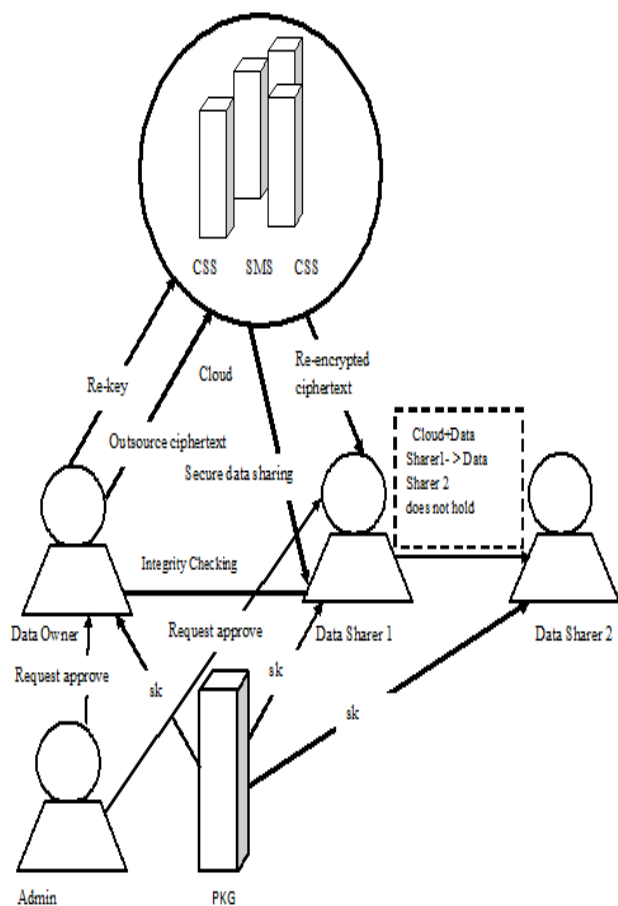 CSS SMS CSS
Re-key
Cloud
Re-encrypted
ciphertext
Outsource ciphertext
Secure data sharing
Cloud+Data
Sharer1- > Data
Sharer 2
does not hold
Integrity Checking
Data Owner
Request approve
Data Sharer 1
Data Sharer 2
Request approve
sk
sk
sk
Admin
PKG